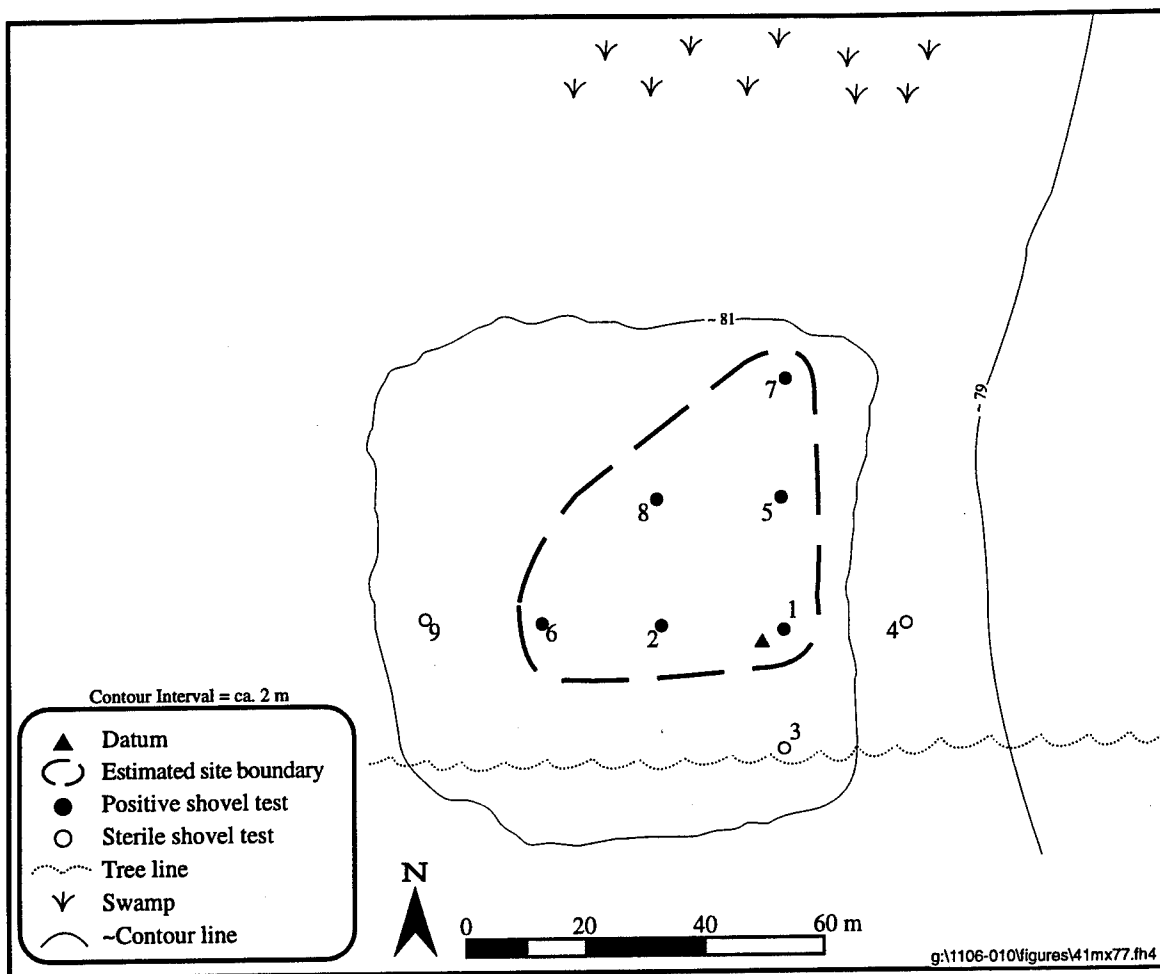 ~ 81
7
~ 79
8
5
1
9
6
2
4
3
Contour Interval = ca. 2 m
Datum
Estimated site boundary
Positive shovel test
Sterile shovel test
Tree line
Swamp
~Contour line
N
0 20 40 60 m
g:\1106-010\figures\41mx77.fh4